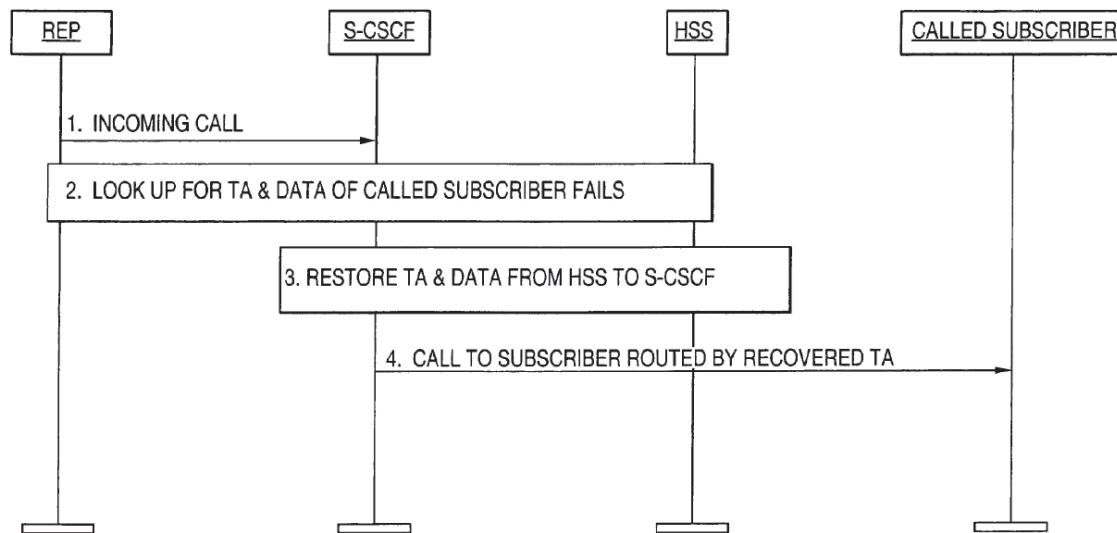 REP
S-CSCF
HSS
CALLED SUBSCRIBER
1. INCOMING CALL
2. LOOK UP FOR TA & DATA OF CALLED SUBSCRIBER FAILS
3. RESTORE TA & DATA FROM HSS TO S-CSCF
4. CALL TO SUBSCRIBER ROUTED BY RECOVERED TA